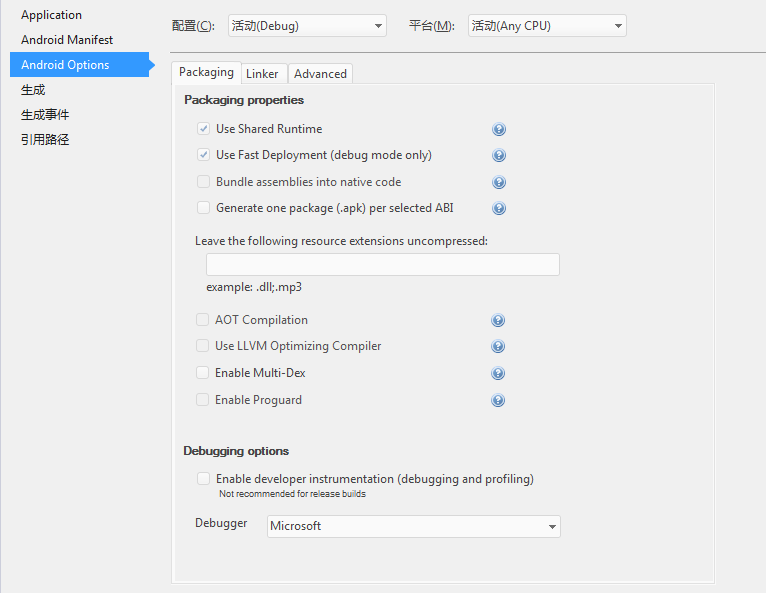 Application
Android Manifest
Android Options
生成
生成事件
引用路径
配置(C): 活动(Debug) 平台(M): 活动(Any CPU)
Packaging Linker Advanced
Packaging properties
Use Shared Runtime
Use Fast Deployment (debug mode only)
Bundle assemblies into native code
Generate one package (.apk) per selected ABI
Leave the following resource extensions uncompressed:
example: .dll;.mp3
AOT Compilation
Use LLVM Optimizing Compiler
Enable Multi-Dex
Enable Proguard
Debugging options
Enable developer instrumentation (debugging and profiling)
Not recommended for release builds
Debugger Microsoft